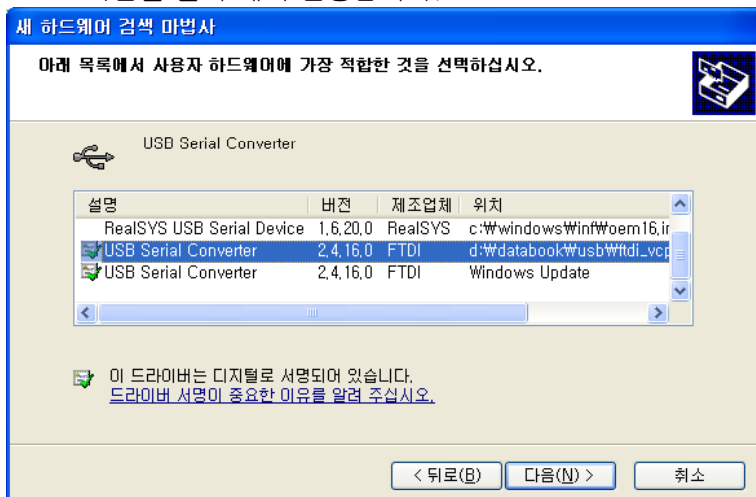 새 하드웨어 검색 마법사
아래 목록에서 사용자 하드웨어에 가장 적합한 것을 선택하십시오.
USB Serial Converter
설명 버전 제조업체 위치
RealSYS USB Serial Device 1,6,20,0 RealSYS c:₩windows₩inf₩oem16,in
USB Serial Converter 2,4,16,0 FTDI d:₩databook₩usb₩ftdi_vcp
USB Serial Converter 2,4,16,0 FTDI Windows Update
이 드라이버는 디지털로 서명되어 있습니다.
드라이버 서명이 중요한 이유를 알려 주십시오.
< 뒤로(B) 다음(N) > 취소